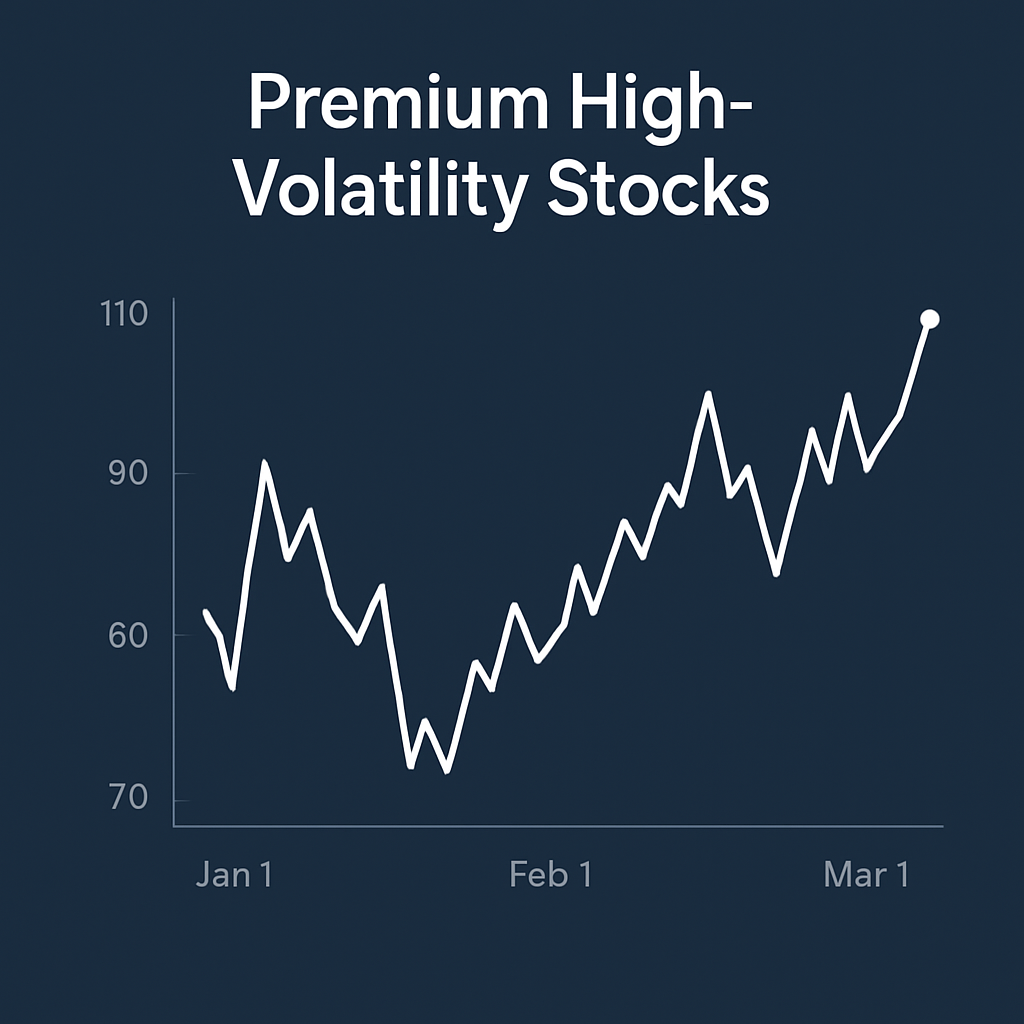 Premium High-
Volatility Stocks
110
90
60
70
Jan 1
Feb 1
Mar 1